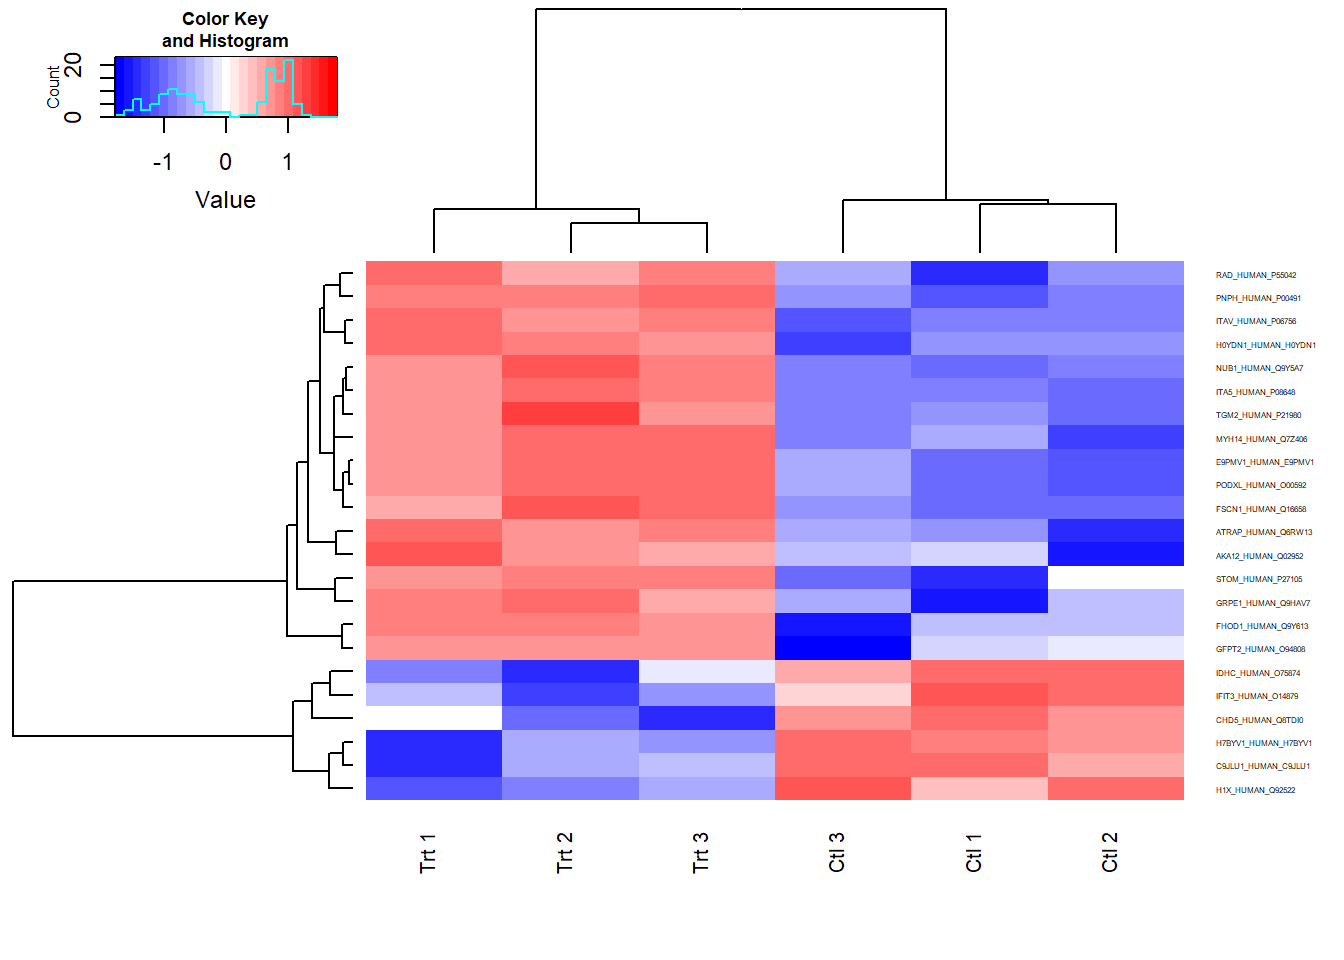 Color Key
and Histogram
Count
0
20
-1
0
1
Value
RAD_HUMAN_P55042
PNPH_HUMAN_P00491
ITAV_HUMAN_P06756
H0YDN1_HUMAN_H0YDN1
NUB1_HUMAN_Q9Y5A7
ITA5_HUMAN_P08648
TGM2_HUMAN_P21980
MYH14_HUMAN_Q7Z406
E9PMV1_HUMAN_E9PMV1
PODXL_HUMAN_O00592
FSCN1_HUMAN_Q16658
ATRAP_HUMAN_Q6RW13
AKA12_HUMAN_Q02952
STOM_HUMAN_P27105
GRPE1_HUMAN_Q9HAV7
FHOD1_HUMAN_Q9Y613
GFPT2_HUMAN_O94808
IDHC_HUMAN_O75874
IFIT3_HUMAN_O14879
CHD5_HUMAN_Q8TDI0
H7BYV1_HUMAN_H7BYV1
C9JLU1_HUMAN_C9JLU1
H1X_HUMAN_Q92522
Trt 1
Trt 2
Trt 3
Ctl 3
Ctl 1
Ctl 2